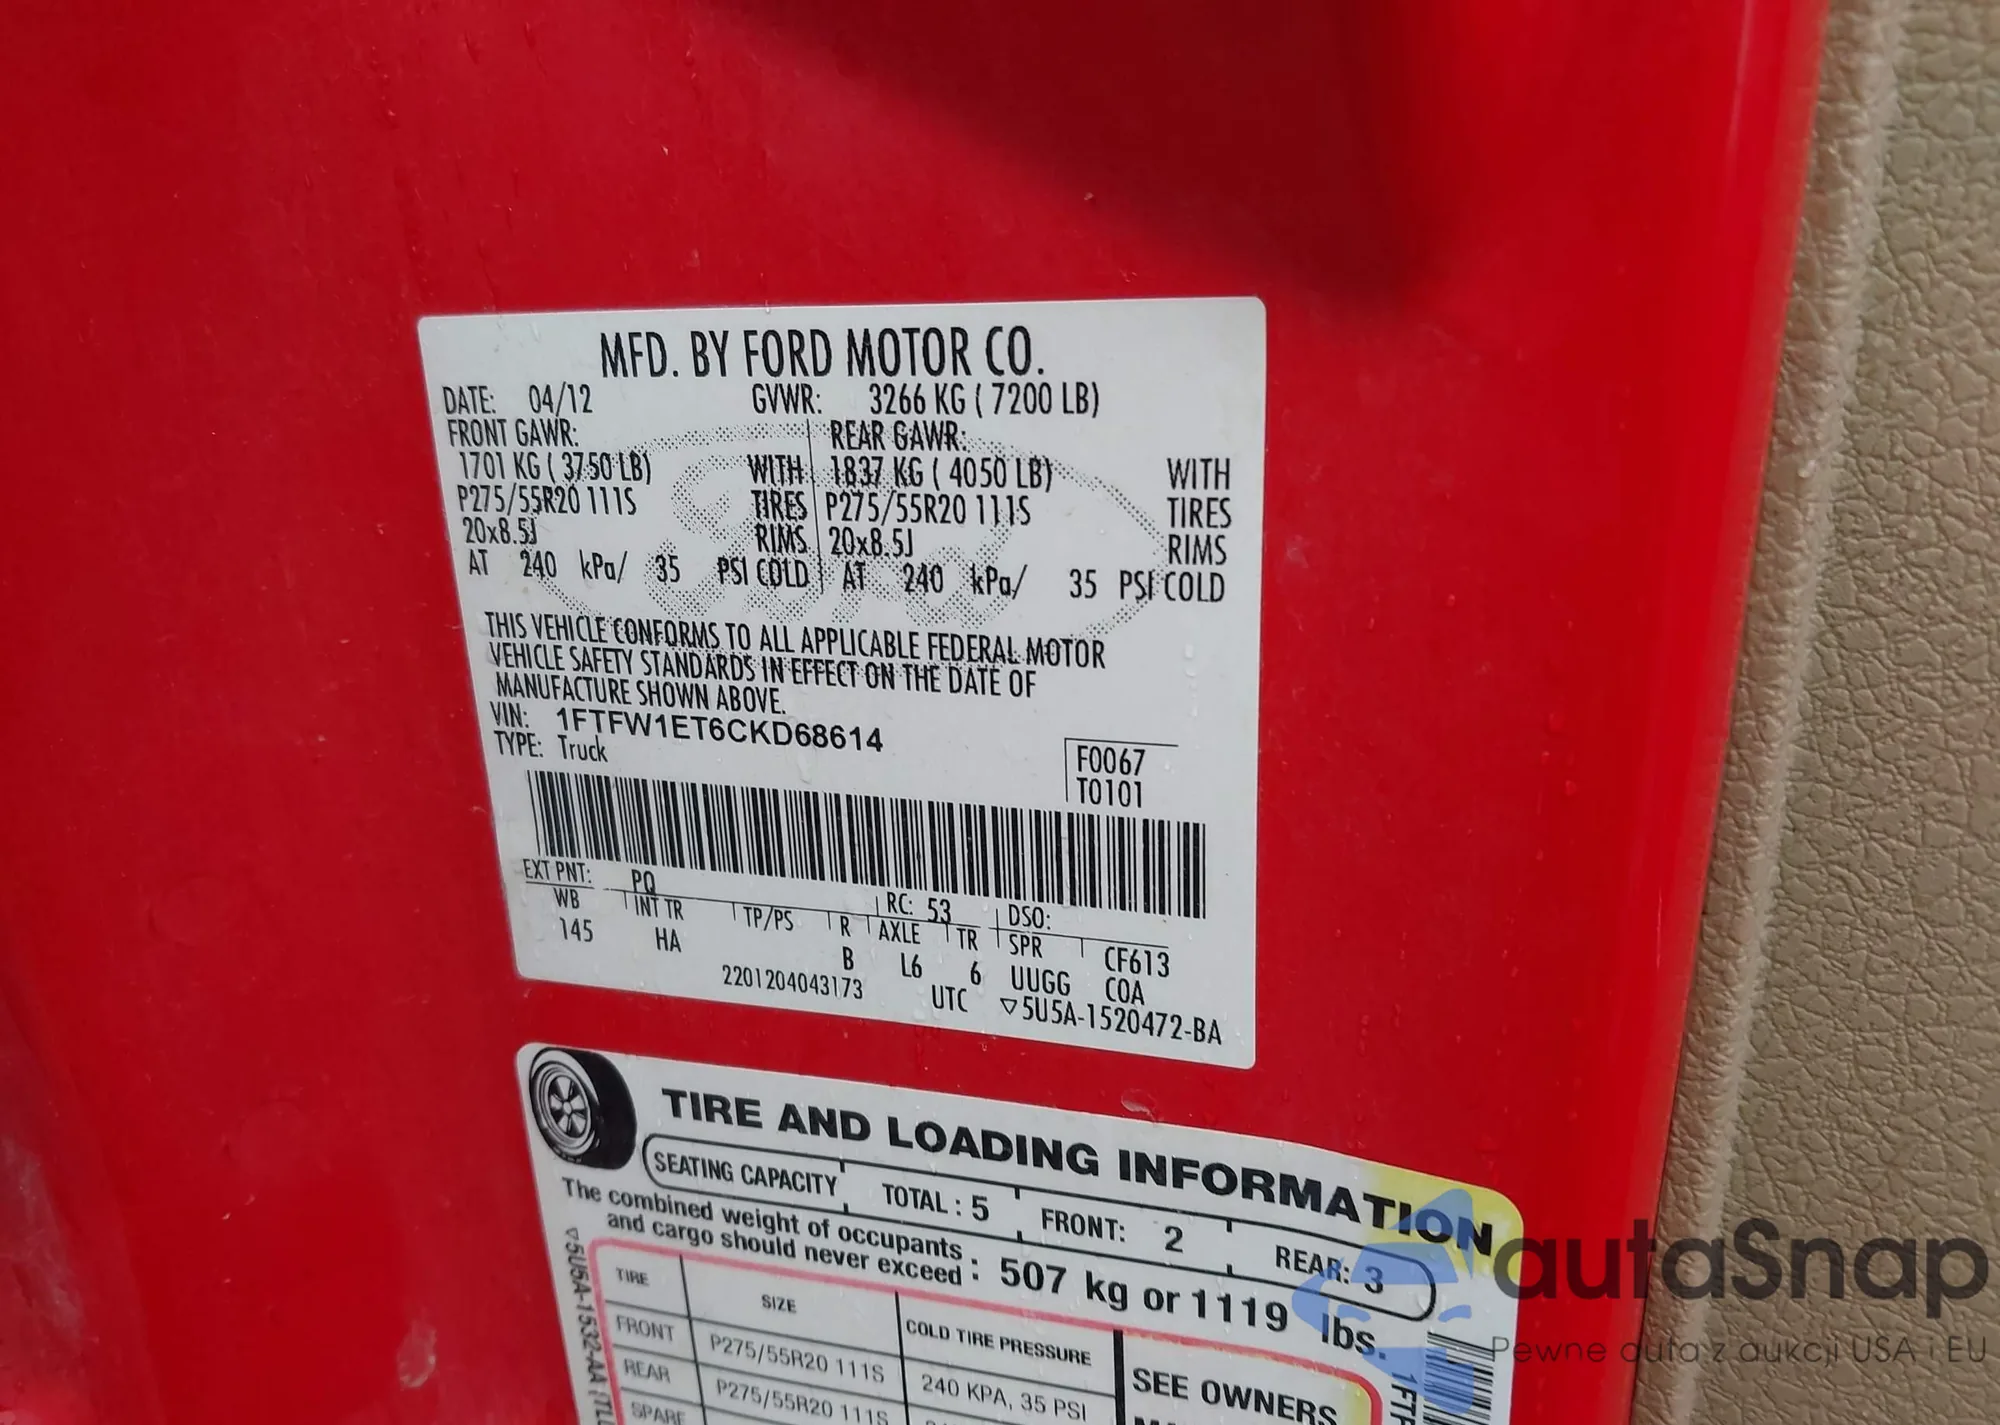 MFD. BY FORD MOTOR CO.
DATE: 04/12 GVWR: 3266 KG ( 7200 LB)
FRONT GAWR: REAR GAWR:
1701 KG ( 3750 LB) WITH 1837 KG ( 4050 LB) WITH
P275/55R20 111S TIRES P275/55R20 111S TIRES
20x8.5J RIMS 20x8.5J RIMS
AT 240 kPa/ 35 PSI COLD AT 240 kPa/ 35 PSI COLD
THIS VEHICLE CONFORMS TO ALL APPLICABLE FEDERAL MOTOR
VEHICLE SAFETY STANDARDS IN EFFECT ON THE DATE OF
MANUFACTURE SHOWN ABOVE.
VIN: 1FTFW1ET6CKD68614
TYPE: Truck
F0067
T0101
EXT PNT: PQ RC: 53 DSO:
WB INT TR TP/PS R AXLE TR SPR CF613
145 HA B L6 6 UUGG COA
2201204043173 UTC ▽5U5A-1520472-BA
TIRE AND LOADING INFORMATION
SEATING CAPACITY TOTAL : 5 FRONT: 2 REAR: 3
The combined weight of occupants
and cargo should never exceed : 507 kg or 1119 lbs.
TIRE SIZE COLD TIRE PRESSURE
FRONT P275/55R20 111S 240 KPA, 35 PSI
REAR P275/55R20 111S
SPARE
SEE OWNERS
▽5U5A-1532-AA
1FTF
autaSnap
Pewne auta z aukcji USA i EU